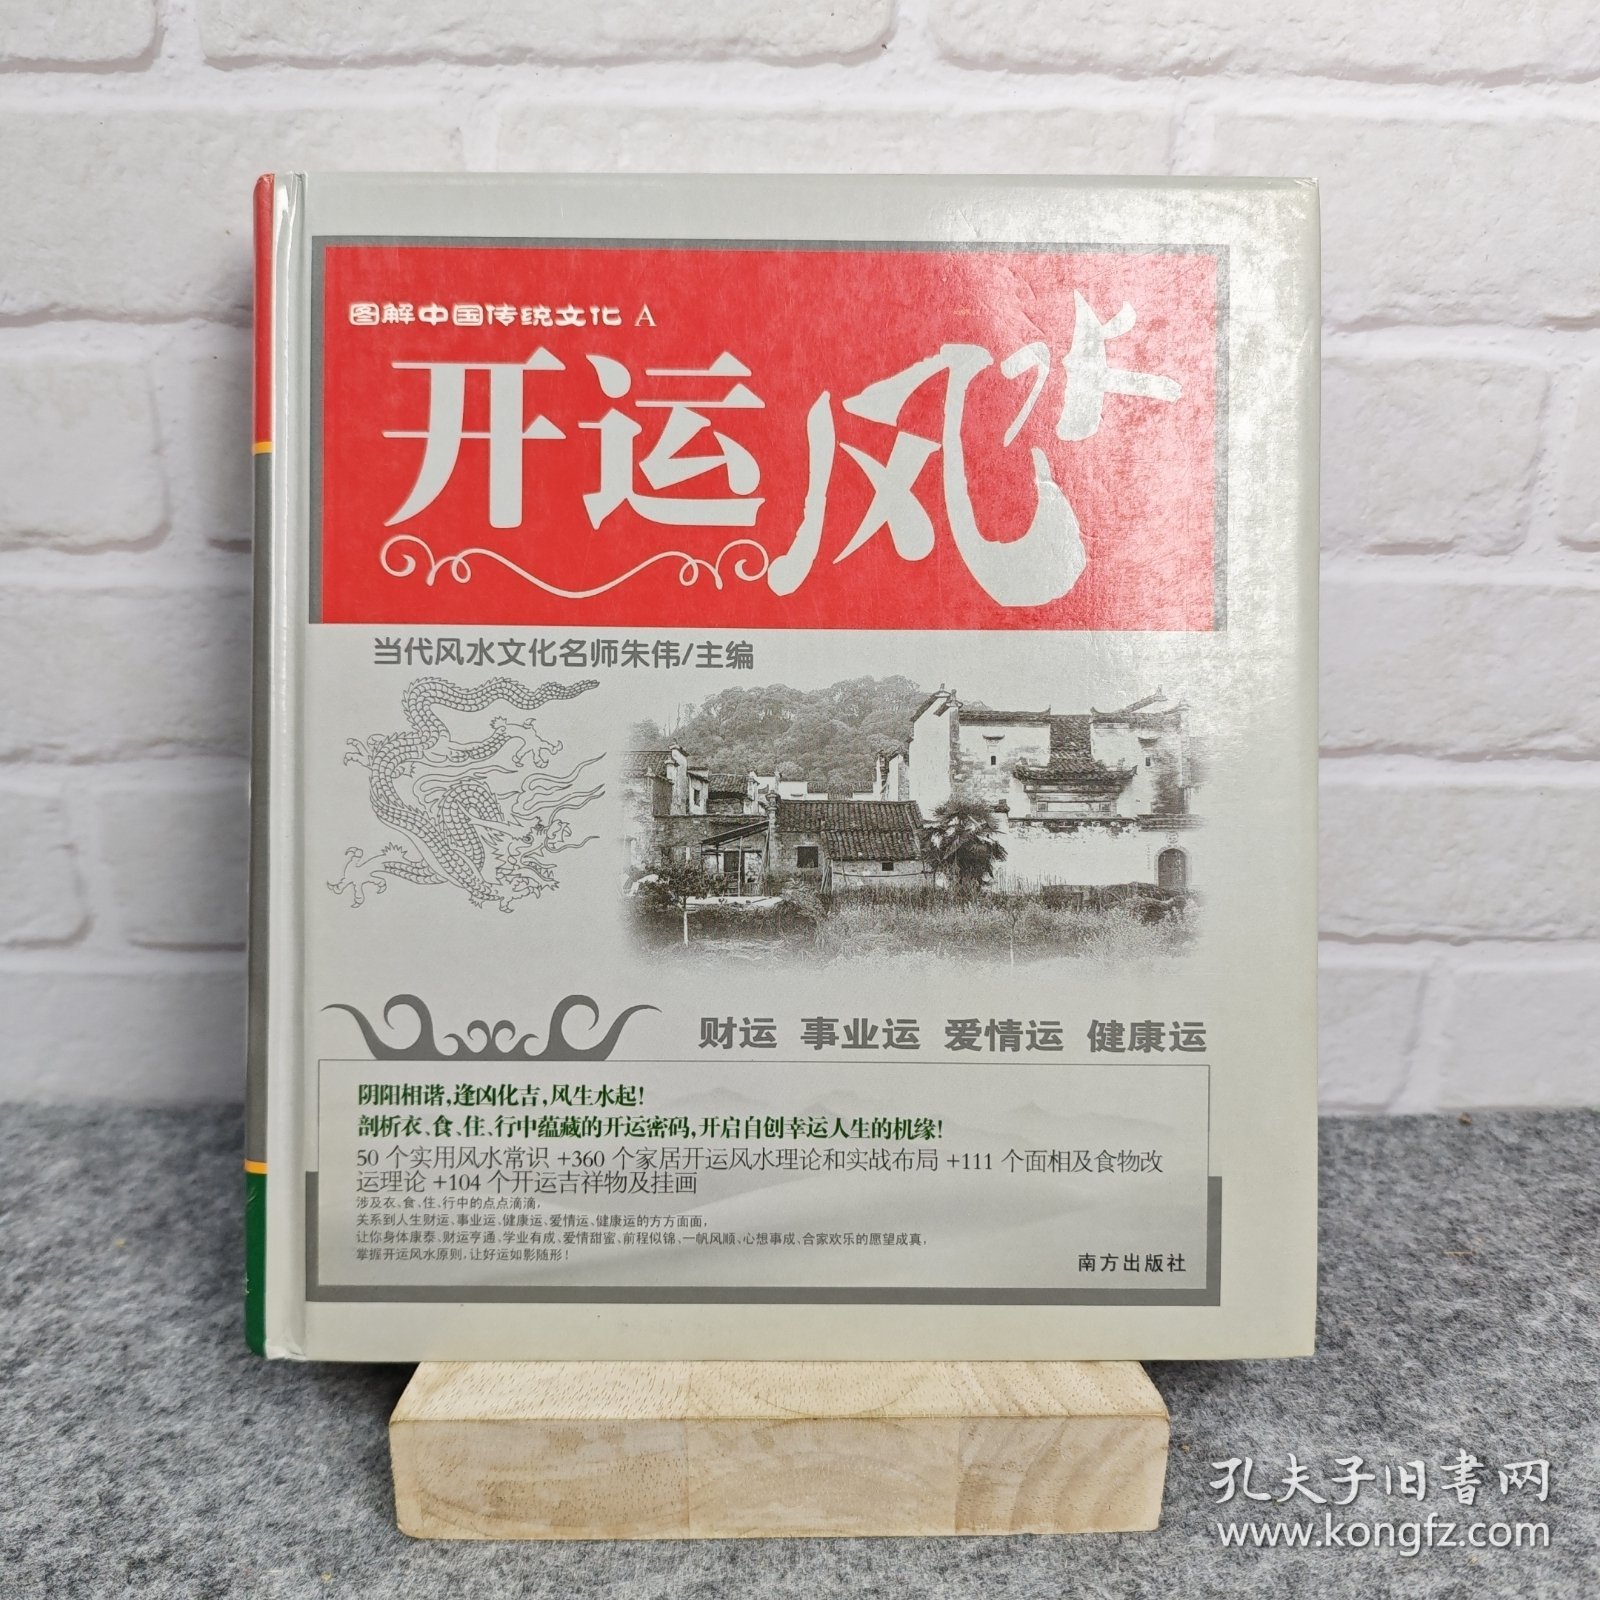 图解中国传统文化 A
开运风水
当代风水文化名师朱伟/主编
财运 事业运 爱情运 健康运
阴阳相谐,逢凶化吉,风生水起!
剖析衣、食、住、行中蕴藏的开运密码,开启自创幸运人生的机缘!
50 个实用风水常识 +360 个家居开运风水理论和实战布局 +111 个面相及食物改
运理论 +104 个开运吉祥物及挂画
涉及衣、食、住、行中的点点滴滴,
关系到人生财运、事业运、健康运、爱情运、健康运的方方面面,
让你身体康泰、财运亨通、学业有成、爱情甜蜜、前程似锦、一帆风顺、心想事成、合家欢乐的愿望成真,
掌握开运风水原则,让好运如影随形!
南方出版社
孔夫子旧书网
www.kongfz.com